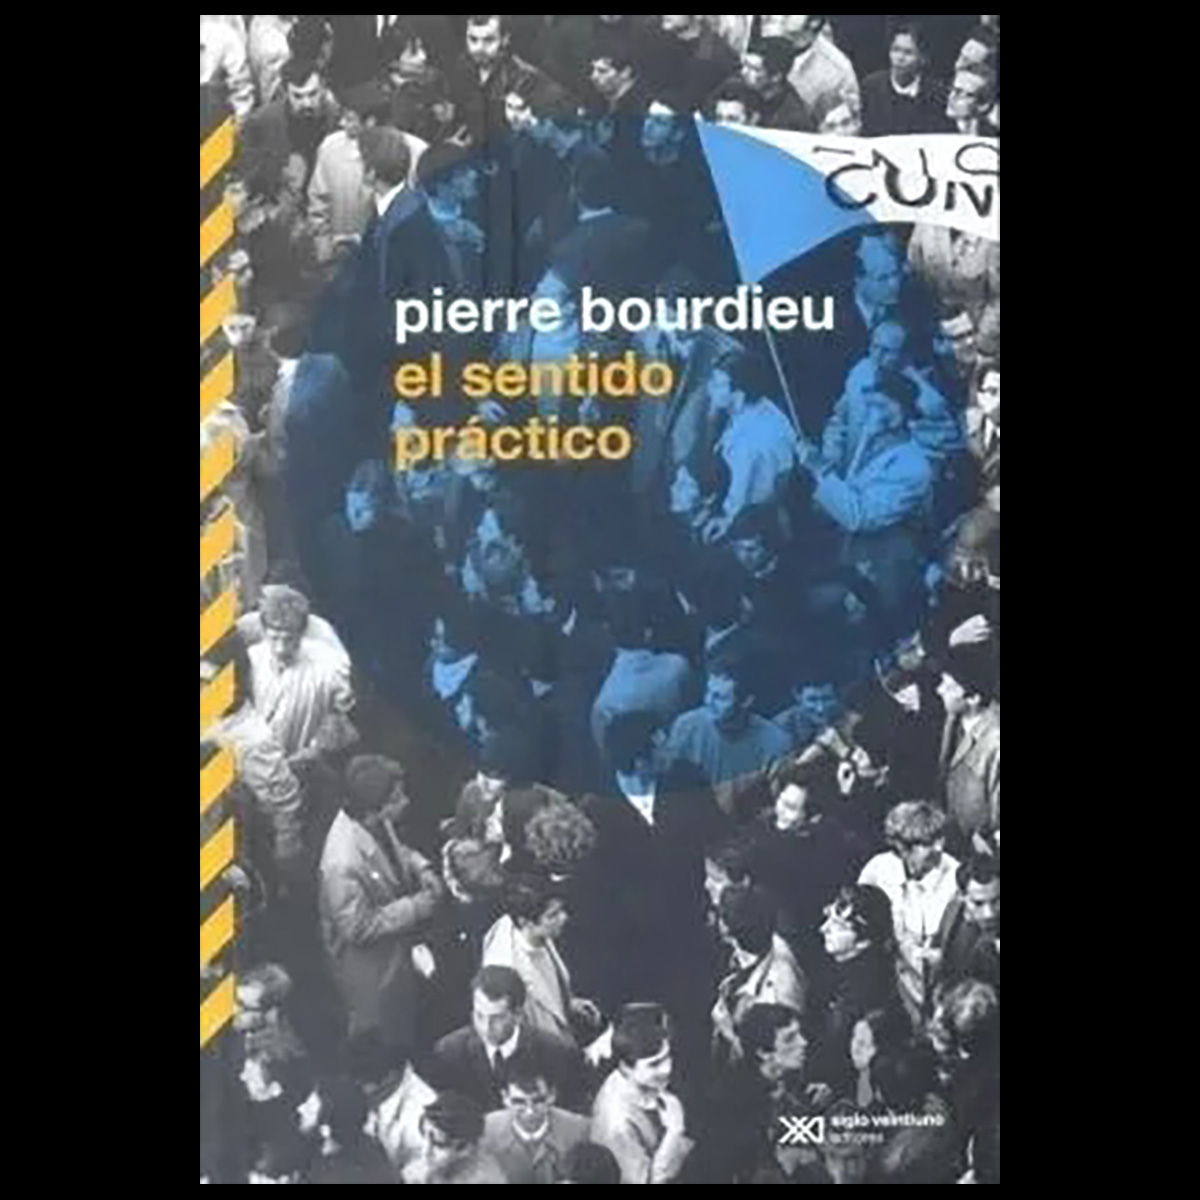 CUN
pierre bourdieu
el sentido
práctico
siglo veintiuno
editores